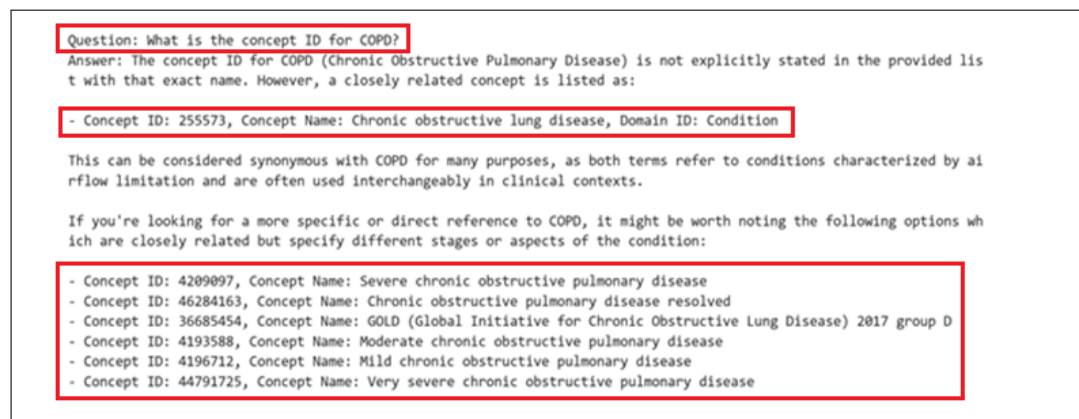 Question: What is the concept ID for COPD?
Answer: The concept ID for COPD (Chronic Obstructive Pulmonary Disease) is not explicitly stated in the provided lis
t with that exact name. However, a closely related concept is listed as:
- Concept ID: 255573, Concept Name: Chronic obstructive lung disease, Domain ID: Condition
This can be considered synonymous with COPD for many purposes, as both terms refer to conditions characterized by ai
rflow limitation and are often used interchangeably in clinical contexts.
If you're looking for a more specific or direct reference to COPD, it might be worth noting the following options wh
ich are closely related but specify different stages or aspects of the condition:
- Concept ID: 4209097, Concept Name: Severe chronic obstructive pulmonary disease
- Concept ID: 46284163, Concept Name: Chronic obstructive pulmonary disease resolved
- Concept ID: 36685454, Concept Name: GOLD (Global Initiative for Chronic Obstructive Lung Disease) 2017 group D
- Concept ID: 4193588, Concept Name: Moderate chronic obstructive pulmonary disease
- Concept ID: 4196712, Concept Name: Mild chronic obstructive pulmonary disease
- Concept ID: 44791725, Concept Name: Very severe chronic obstructive pulmonary disease